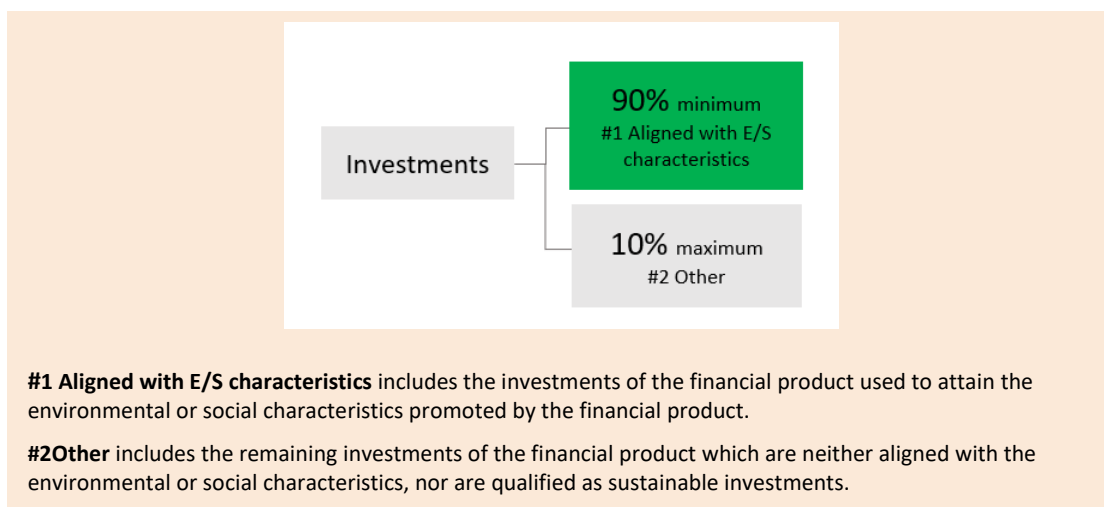 90% minimum
#1 Aligned with E/S
characteristics
Investments
10% maximum
#2 Other
#1 Aligned with E/S characteristics includes the investments of the financial product used to attain the
environmental or social characteristics promoted by the financial product.
#2Other includes the remaining investments of the financial product which are neither aligned with the
environmental or social characteristics, nor are qualified as sustainable investments.